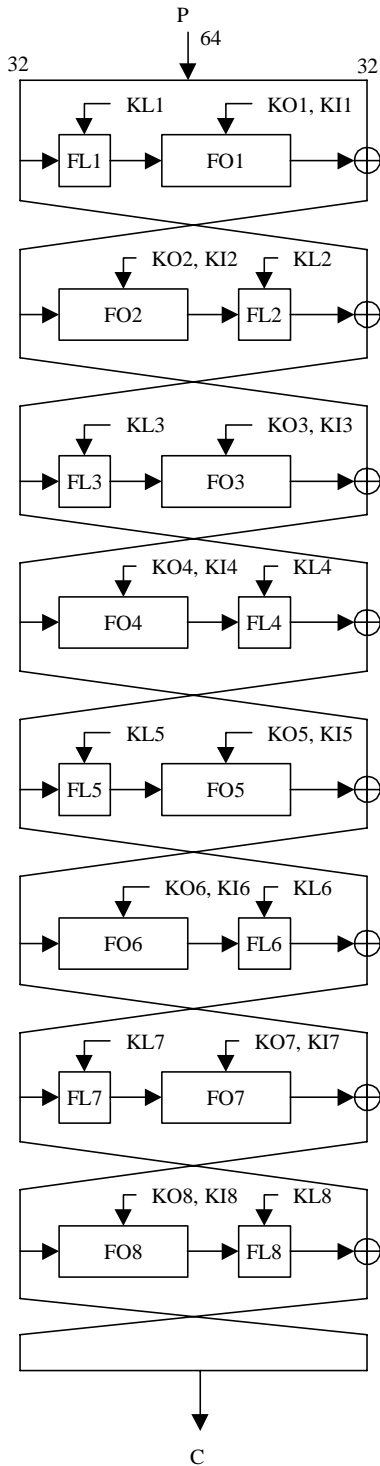 P
64
32 32
KL1 KO1, KI1
FL1 FO1
KO2, KI2 KL2
FO2 FL2
KL3 KO3, KI3
FL3 FO3
KO4, KI4 KL4
FO4 FL4
KL5 KO5, KI5
FL5 FO5
KO6, KI6 KL6
FO6 FL6
KL7 KO7, KI7
FL7 FO7
KO8, KI8 KL8
FO8 FL8
C